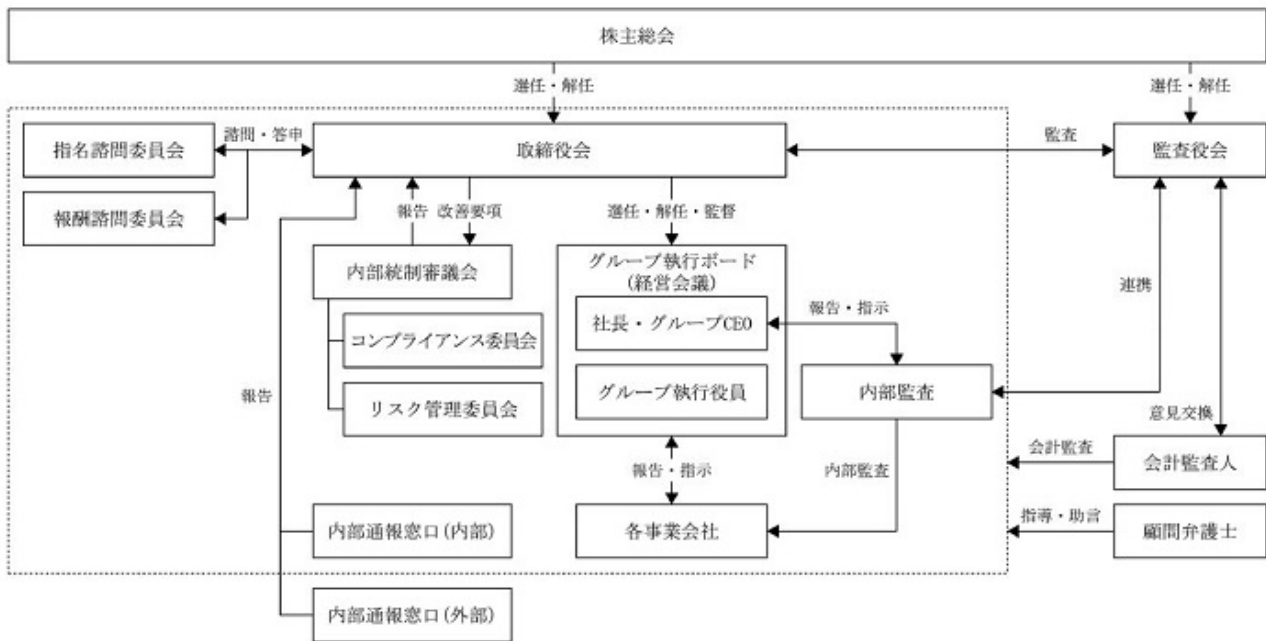 株主総会
選任・解任
選任・解任
指名諮問委員会
諮問・答申
取締役会
監査
監査役会
報酬諮問委員会
報告
改善要項
選任・解任・監督
内部統制審議会
グループ執行ボード
(経営会議)
連携
コンプライアンス委員会
社長・グループCEO
報告・指示
リスク管理委員会
グループ執行役員
内部監査
報告
意見交換
会計監査
会計監査人
報告・指示
内部監査
内部通報窓口(内部)
各事業会社
指導・助言
顧問弁護士
内部通報窓口(外部)